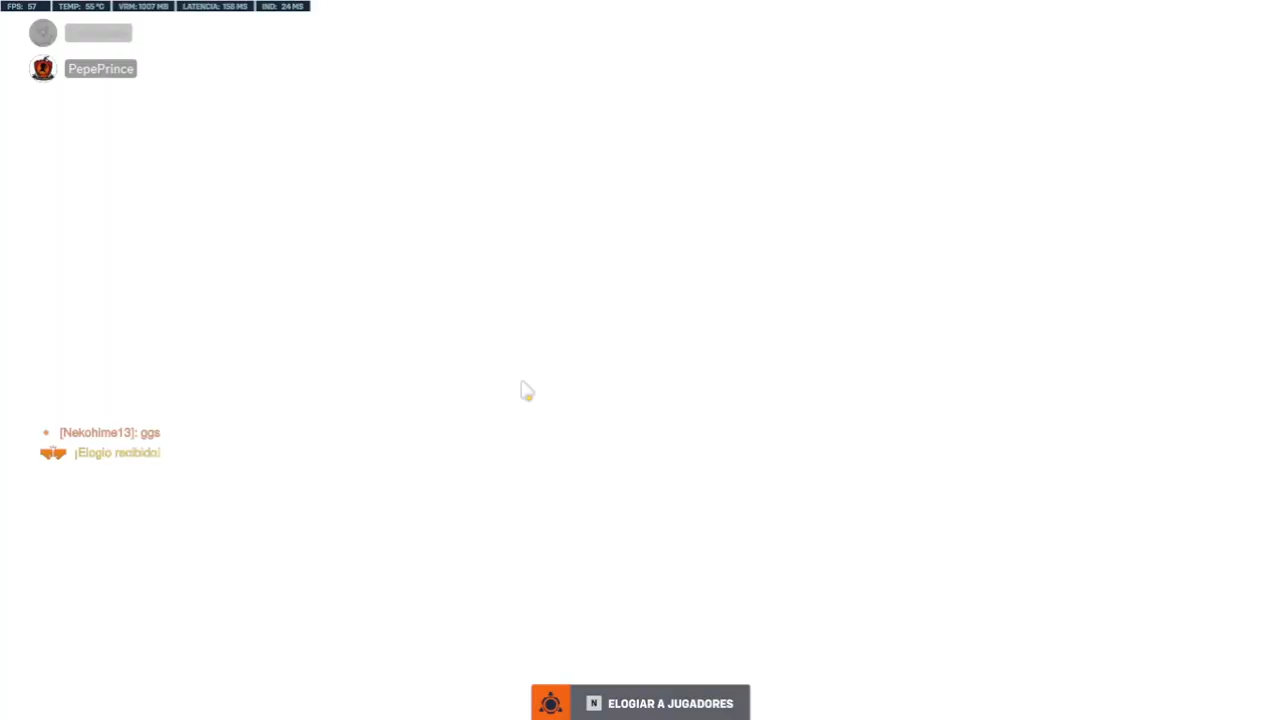 FPS: 57 TEMP: 55 ºC VRM: 1007 MB LATENCIA: 158 MS IND: 24 MS
PepePrince
[Nekohime13]: ggs
¡Elogio recibido!
N ELOGIAR A JUGADORES